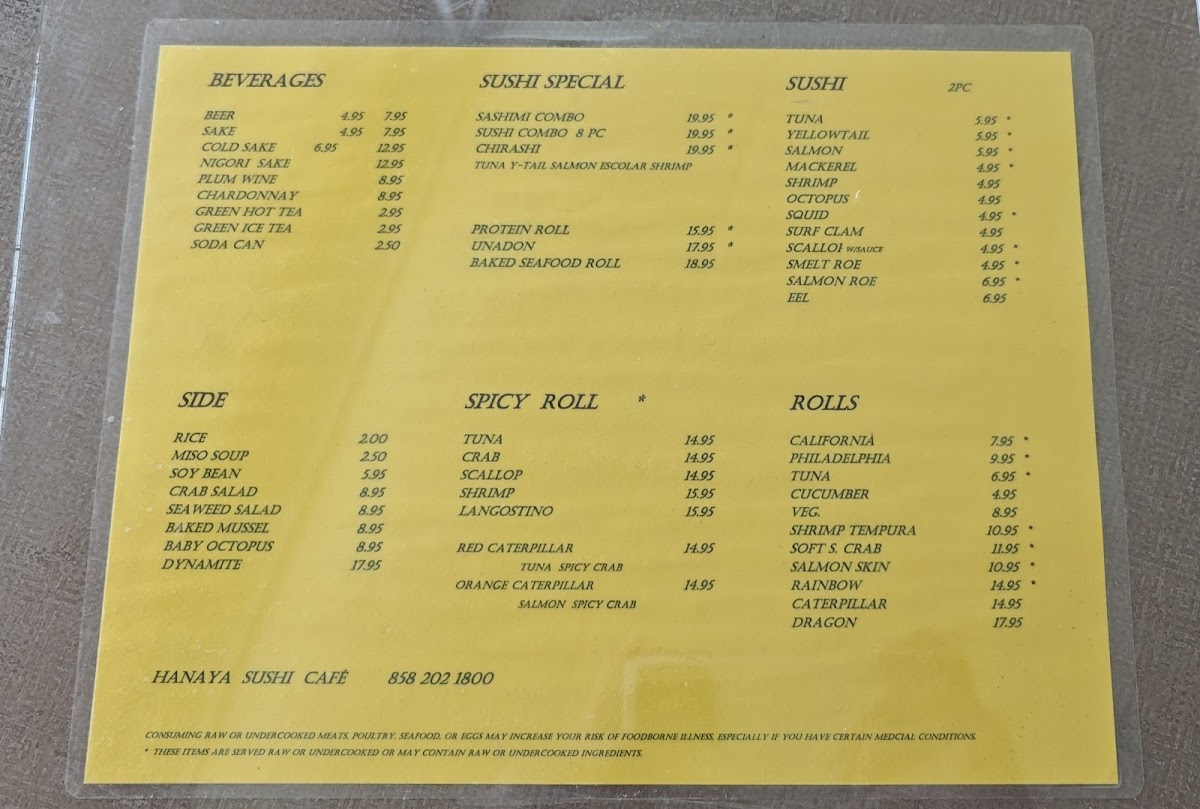 BEVERAGES
BEER 4.95 7.95
SAKE 4.95 7.95
COLD SAKE 6.95 12.95
NIGORI SAKE 12.95
PLUM WINE 8.95
CHARDONNAY 8.95
GREEN HOT TEA 2.95
GREEN ICE TEA 2.95
SODA CAN 2.50
SUSHI SPECIAL
SASHIMI COMBO 19.95 *
SUSHI COMBO 8 PC 19.95 *
CHIRASHI 19.95 *
TUNA Y-TAIL SALMON ESCOLAR SHRIMP
PROTEIN ROLL 15.95 *
UNADON 17.95 *
BAKED SEAFOOD ROLL 18.95
SUSHI 2PC
TUNA 5.95 *
YELLOWTAIL 5.95 *
SALMON 5.95 *
MACKEREL 4.95 *
SHRIMP 4.95
OCTOPUS 4.95
SQUID 4.95 *
SURF CLAM 4.95
SCALLOP W/SAUCE 4.95 *
SMELT ROE 4.95 *
SALMON ROE 6.95 *
EEL 6.95
SIDE
RICE 2.00
MISO SOUP 2.50
SOY BEAN 5.95
CRAB SALAD 8.95
SEAWEED SALAD 8.95
BAKED MUSSEL 8.95
BABY OCTOPUS 8.95
DYNAMITE 17.95
SPICY ROLL *
TUNA 14.95
CRAB 14.95
SCALLOP 14.95
SHRIMP 15.95
LANGOSTINO 15.95
RED CATERPILLAR 14.95
TUNA SPICY CRAB
ORANGE CATERPILLAR 14.95
SALMON SPICY CRAB
ROLLS
CALIFORNIA 7.95 *
PHILADELPHIA 9.95 *
TUNA 6.95 *
CUCUMBER 4.95
VEG. 8.95
SHRIMP TEMPURA 10.95 *
SOFT S. CRAB 11.95 *
SALMON SKIN 10.95 *
RAINBOW 14.95 *
CATERPILLAR 14.95
DRAGON 17.95
HANAYA SUSHI CAFÉ 858 202 1800
CONSUMING RAW OR UNDERCOOKED MEATS, POULTRY, SEAFOOD, OR EGGS MAY INCREASE YOUR RISK OF FOODBORNE ILLNESS, ESPECIALLY IF YOU HAVE CERTAIN MEDCIAL CONDITIONS.
* THESE ITEMS ARE SERVED RAW OR UNDERCOOKED OR MAY CONTAIN RAW OR UNDERCOOKED INGREDIENTS.